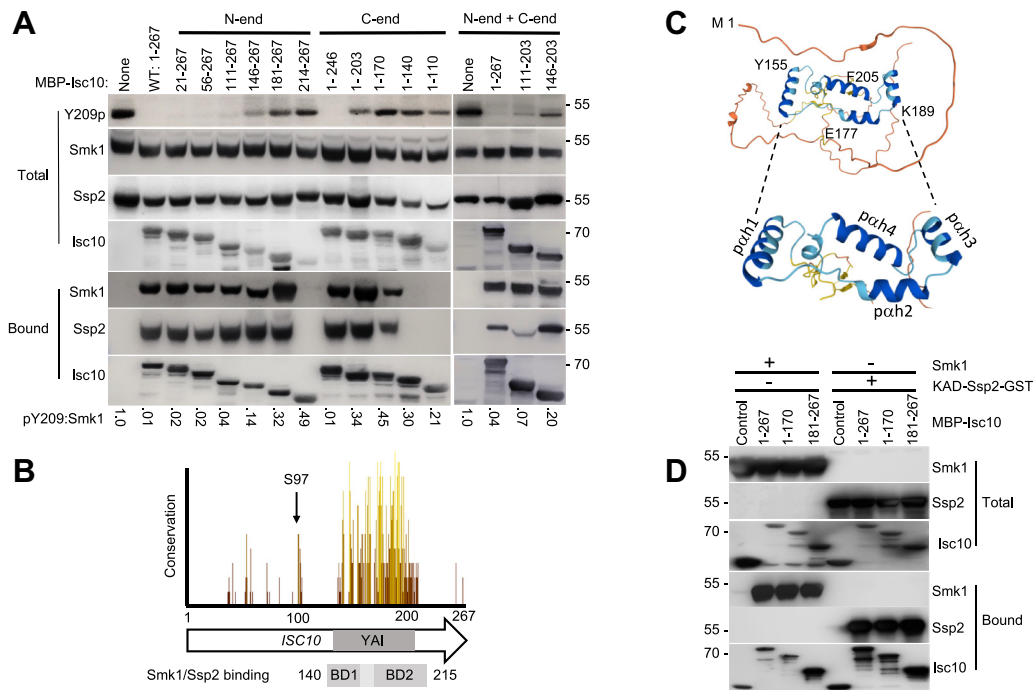 A
N-end
C-end
N-end + C-end
MBP-Isc10:
None
WT: 1-267
21-267
56-267
111-267
146-267
181-267
214-267
1-246
1-203
1-170
1-140
1-110
None
1-267
111-203
146-203
Total
Y209p
55
Smk1
55
Ssp2
55
Isc10
70
Bound
Smk1
55
Ssp2
55
Isc10
70
pY209:Smk1
1.0
.01
.02
.02
.04
.14
.32
.49
.01
.34
.45
.30
.21
1.0
.04
.07
.20
B
Conservation
S97
1
100
200
267
ISC10
YAI
Smk1/Ssp2 binding
140
BD1
BD2
215
C
M 1
Y155
F205
K189
E177
pαh1
pαh4
pαh3
pαh2
D
+
-
Smk1
-
+
KAD-Ssp2-GST
Control
1-267
1-170
181-267
Control
1-267
1-170
181-267
MBP-Isc10
55
Smk1
55
Ssp2
Total
70
Isc10
55
Smk1
55
Ssp2
Bound
70
Isc10